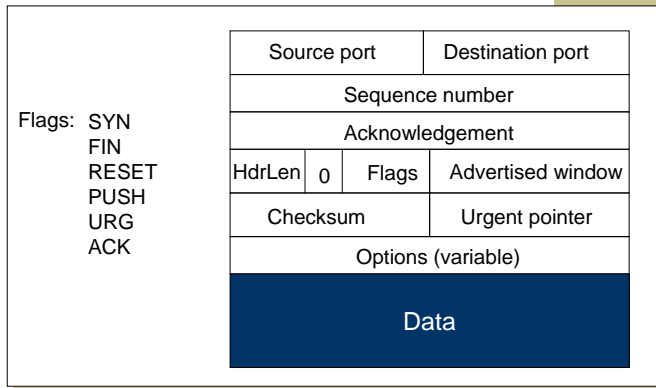 Source port Destination port
Sequence number
Flags: SYN
Acknowledgement
FIN
RESET
HdrLen 0 Flags Advertised window
PUSH
URG
Checksum Urgent pointer
ACK
Options (variable)
Data